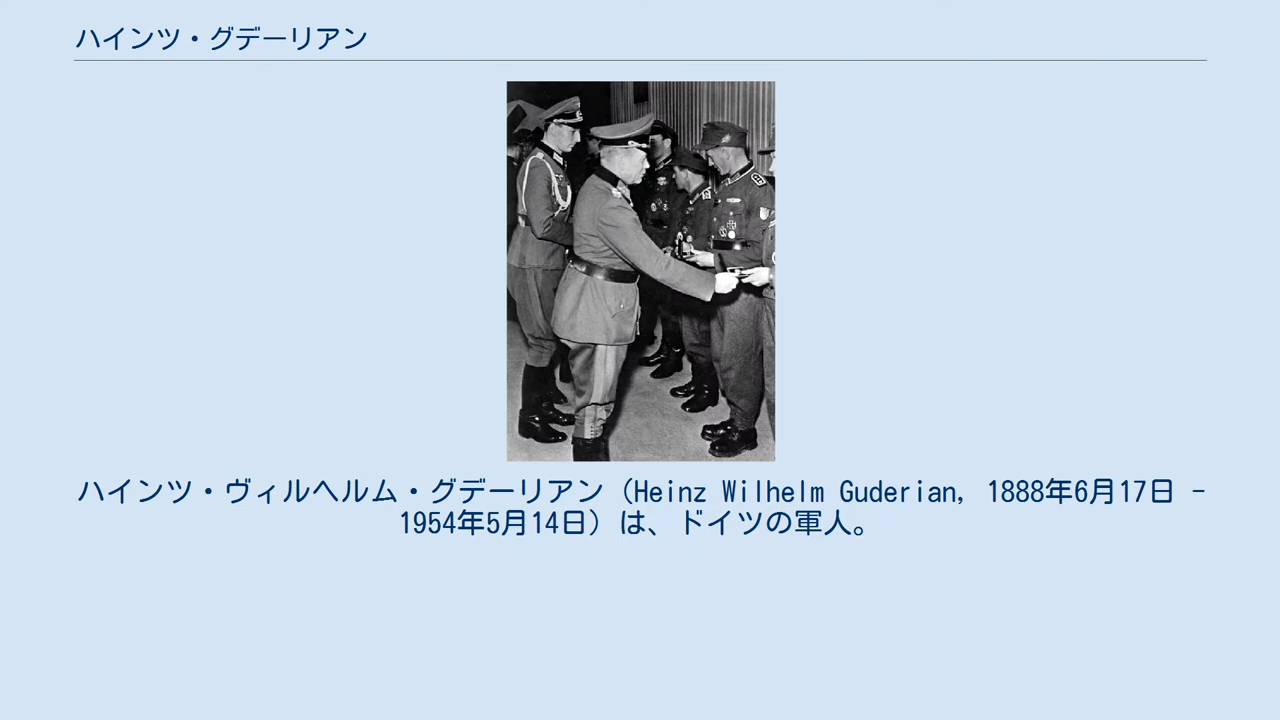 ハインツ・グデーリアン
ハインツ・ヴィルヘルム・グデーリアン（Heinz Wilhelm Guderian, 1888年6月17日 -
1954年5月14日）は、ドイツの軍人。